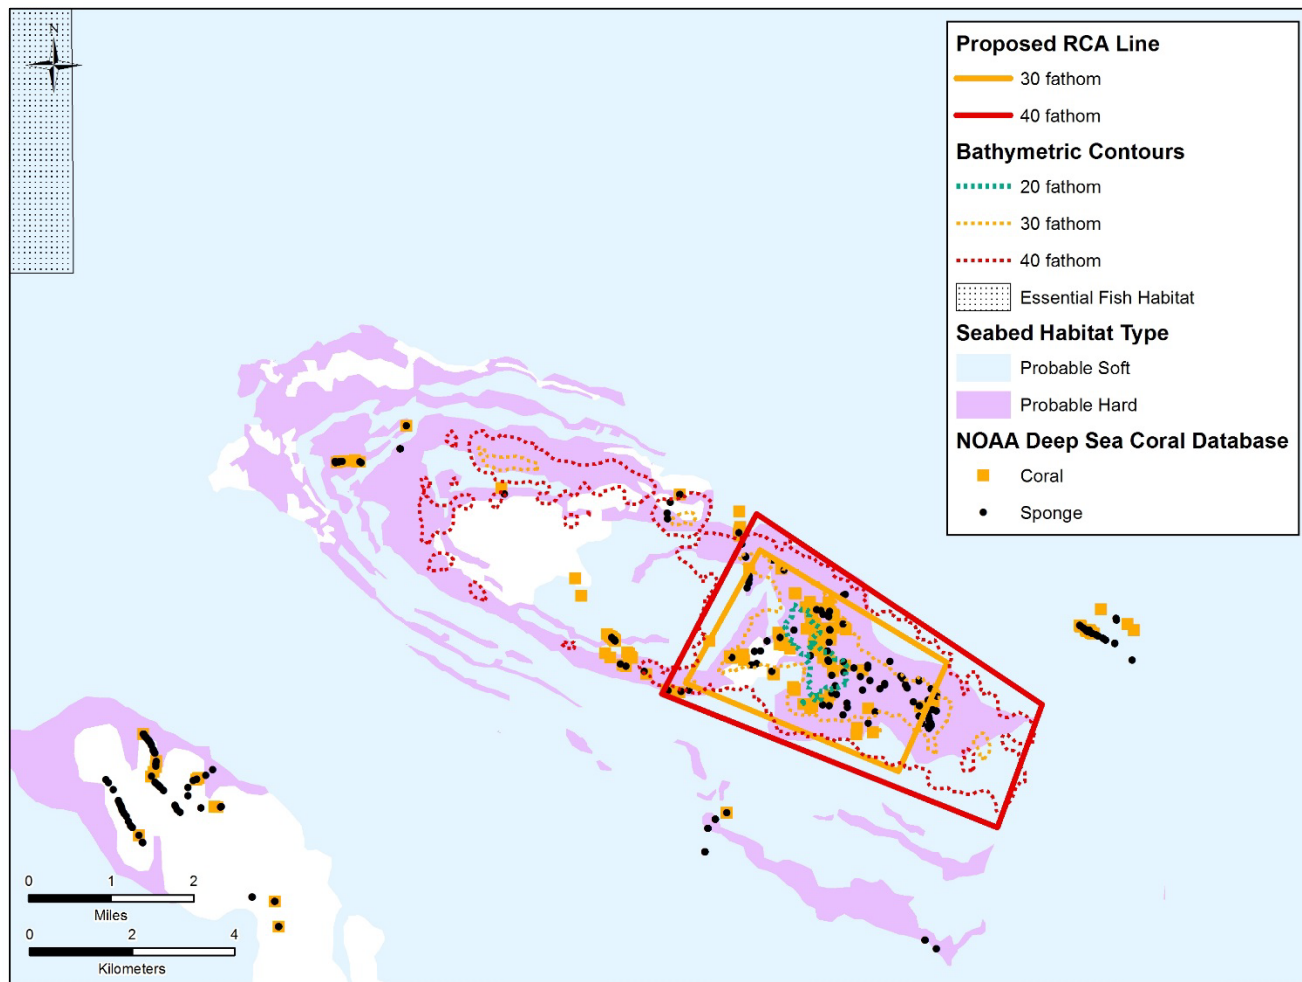 N
Proposed RCA Line
30 fathom
40 fathom
Bathymetric Contours
20 fathom
30 fathom
40 fathom
Essential Fish Habitat
Seabed Habitat Type
Probable Soft
Probable Hard
NOAA Deep Sea Coral Database
Coral
Sponge
0 1 2
Miles
0 2 4
Kilometers